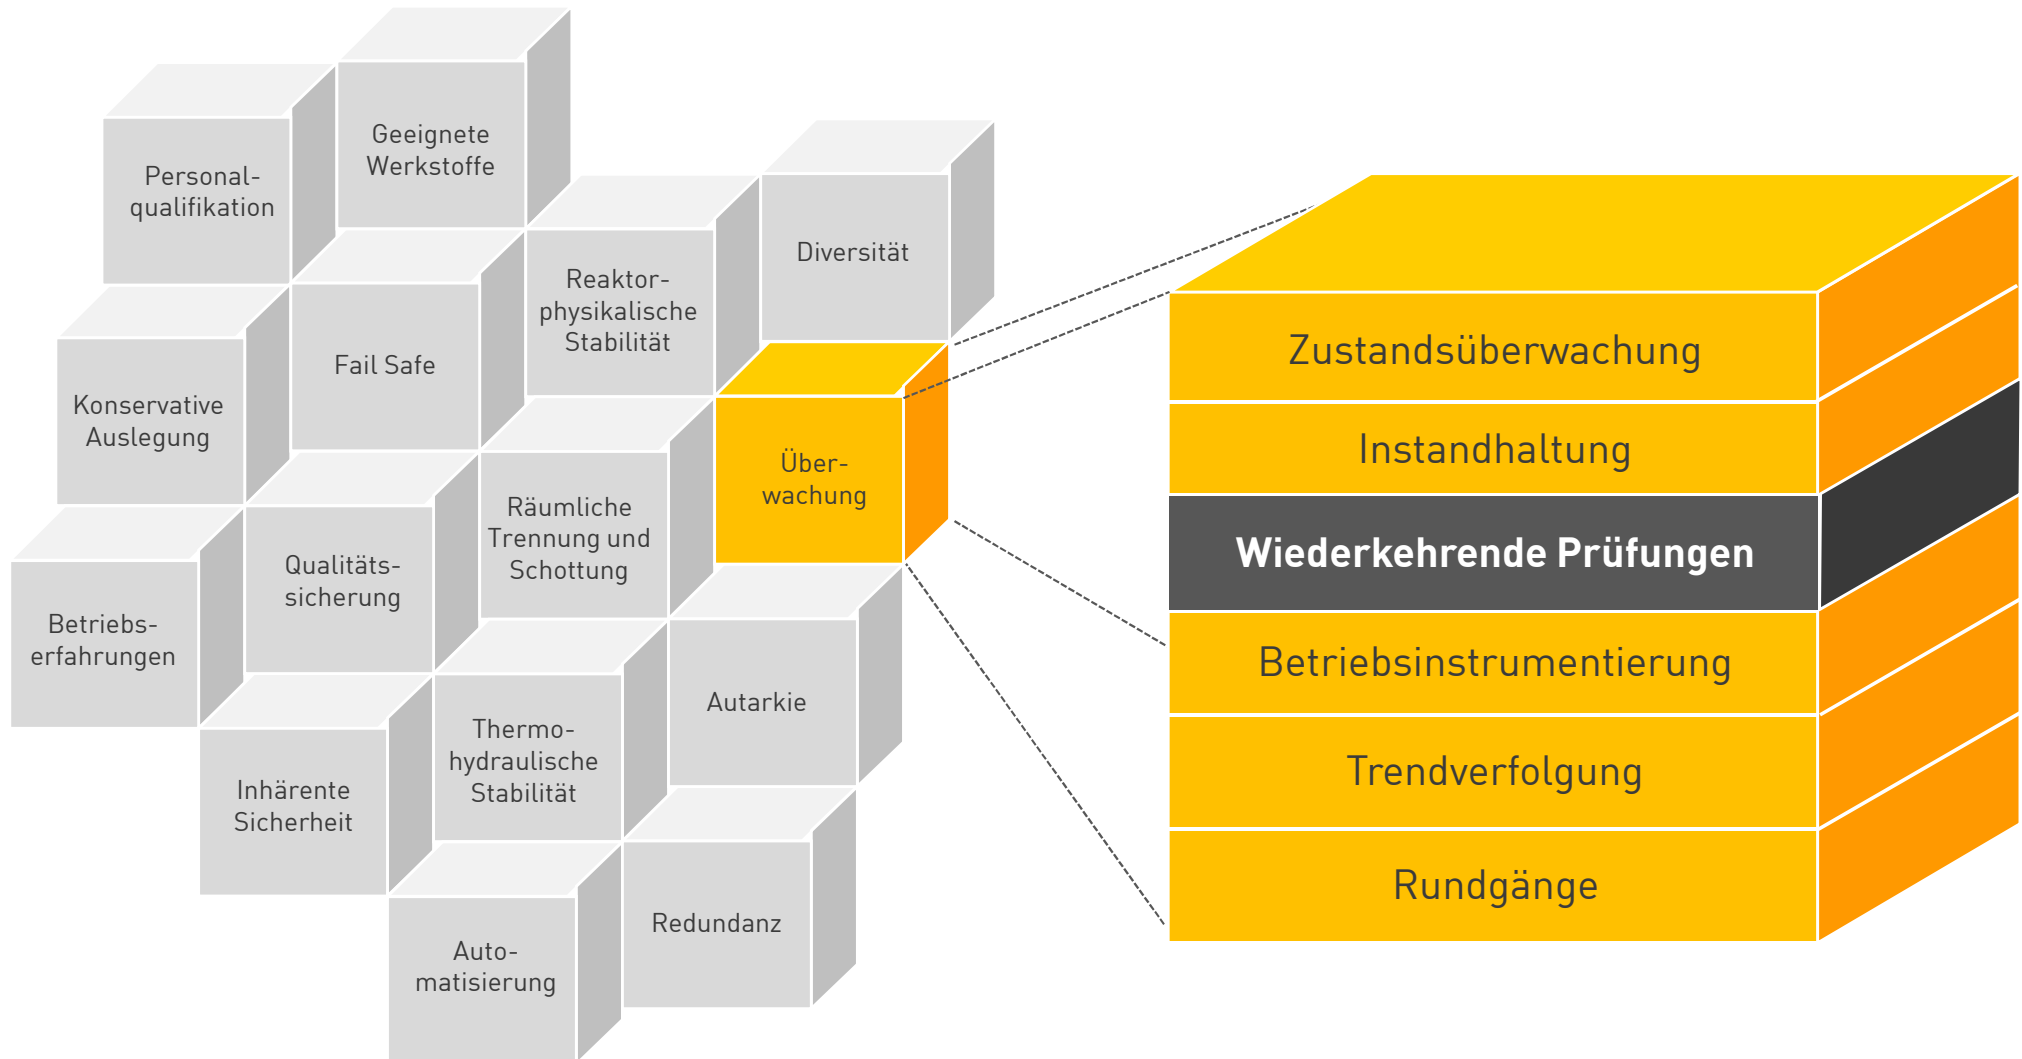 Geeignete
Werkstoffe
Personal-
qualifikation
Diversität
Reaktor-
physikalische
Stabilität
Fail Safe
Konservative
Auslegung
Über-
wachung
Räumliche
Trennung und
Schottung
Qualitäts-
sicherung
Betriebs-
erfahrungen
Autarkie
Thermo-
hydraulische
Stabilität
Inhärente
Sicherheit
Redundanz
Auto-
matisierung
Zustandsüberwachung
Instandhaltung
Wiederkehrende Prüfungen
Betriebsinstrumentierung
Trendverfolgung
Rundgänge